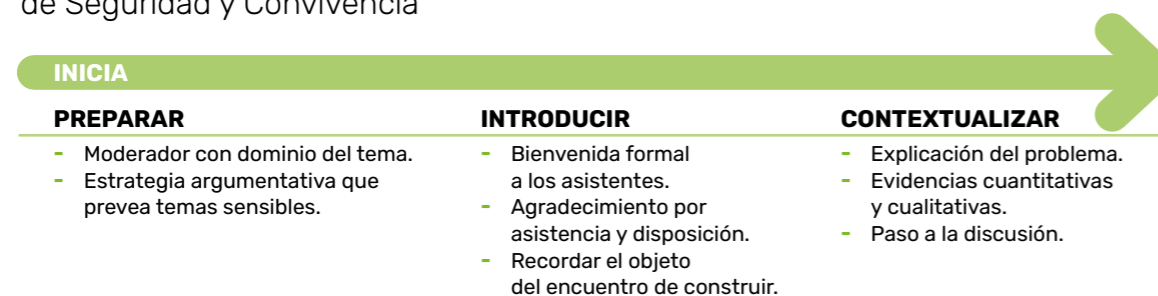 de Seguridad y Convivencia
INICIA
PREPARAR
- Moderador con dominio del tema.
- Estrategia argumentativa que
prevea temas sensibles.
INTRODUCIR
- Bienvenida formal
a los asistentes.
- Agradecimiento por
asistencia y disposición.
- Recordar el objeto
del encuentro de construir.
CONTEXTUALIZAR
- Explicación del problema.
- Evidencias cuantitativas
y cualitativas.
- Paso a la discusión.